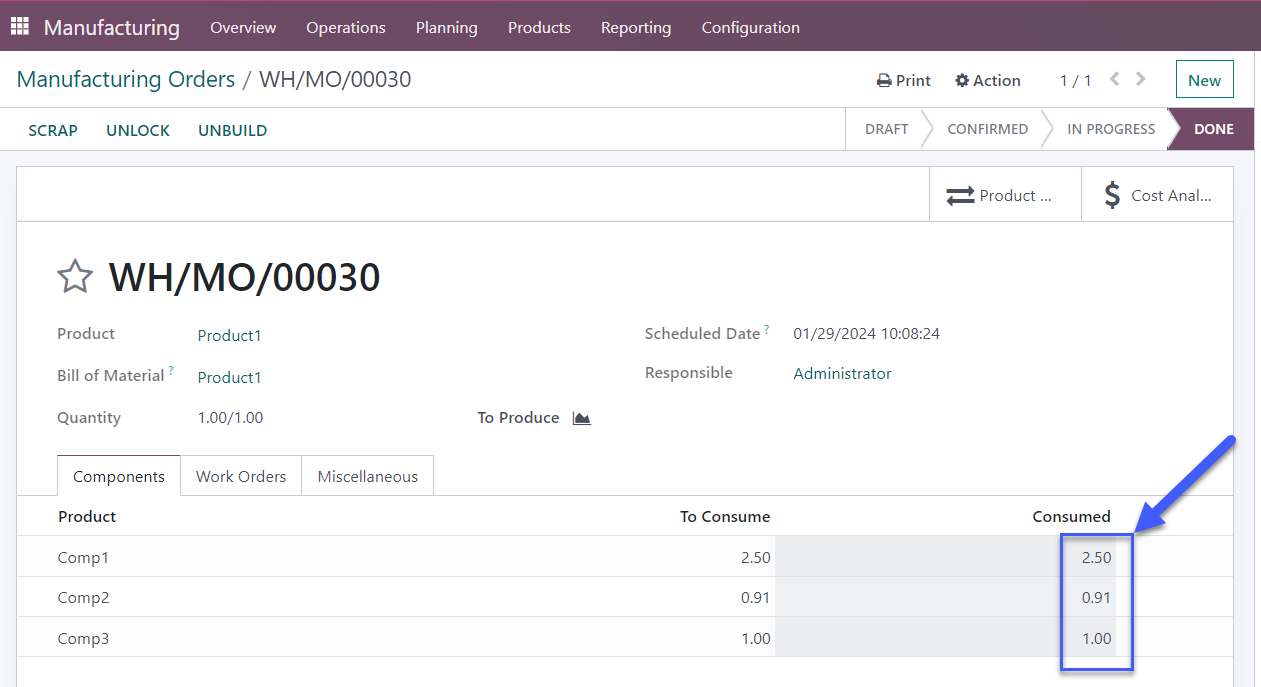 Manufacturing Overview Operations Planning Products Reporting Configuration
Manufacturing Orders / WH/MO/00030 Print Action 1 / 1 New
SCRAP UNLOCK UNBUILD DRAFT CONFIRMED IN PROGRESS DONE
Product ... Cost Anal...
WH/MO/00030
Product Product1 Scheduled Date ? 01/29/2024 10:08:24
Bill of Material ? Product1 Responsible Administrator
Quantity 1.00/1.00 To Produce
Components Work Orders Miscellaneous
Product To Consume Consumed
Comp1 2.50 2.50
Comp2 0.91 0.91
Comp3 1.00 1.00